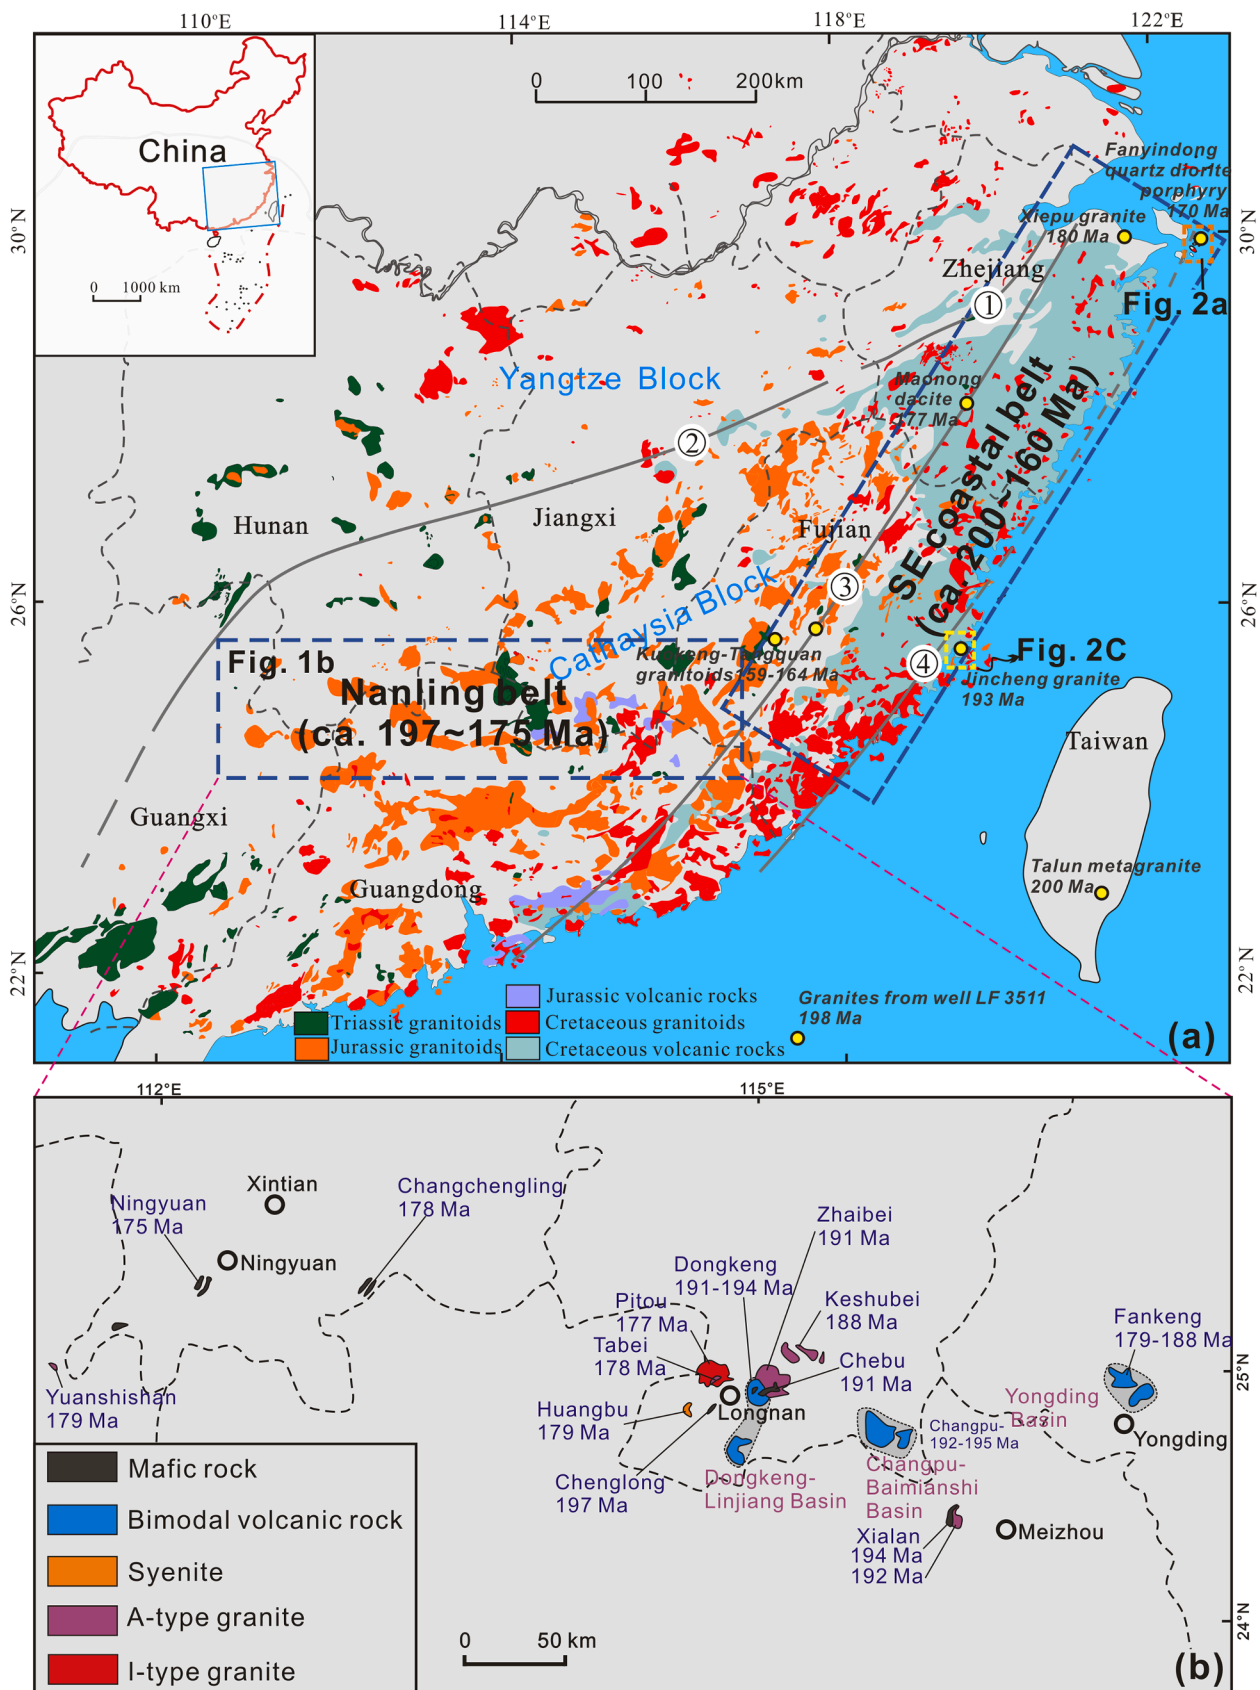 110°E
114°E
118°E
122°E
0
100
200km
China
0
1000 km
30°N
30°N
Fanyindong
quartz diorite
porphyry
170 Ma
Xiepu granite
180 Ma
Zhejiang
①
Fig. 2a
Yangtze Block
Maonong
dacite
177 Ma
SE coastal belt
(ca. 200~160 Ma)
②
Hunan
Jiangxi
Fujian
③
26°N
26°N
Cathaysia Block
Fig. 1b
Kunkeng-Tangquan
granitoids159-164 Ma
④
Fig. 2C
Jincheng granite
193 Ma
Nanling belt
(ca. 197~175 Ma)
Taiwan
Guangxi
Guangdong
Talun metagranite
200 Ma
22°N
22°N
Granites from well LF 3511
198 Ma
Jurassic volcanic rocks
Triassic granitoids
Cretaceous granitoids
Jurassic granitoids
Cretaceous volcanic rocks
(a)
112°E
115°E
Xintian
Changchengling
178 Ma
Ningyuan
175 Ma
Ningyuan
Zhaibei
191 Ma
Dongkeng
191-194 Ma
Pitou
177 Ma
Keshubei
188 Ma
Tabei
178 Ma
Chebu
191 Ma
Fankeng
179-188 Ma
25°N
Yuanshishan
179 Ma
Huangbu
179 Ma
Longnan
Yongding
Basin
Changpu-
192-195 Ma
Yongding
Chenglong
197 Ma
Dongkeng-
Linjiang Basin
Changpu-
Baimianshi
Basin
Xialan
194 Ma
192 Ma
Meizhou
24°N
Mafic rock
Bimodal volcanic rock
Syenite
A-type granite
I-type granite
0
50 km
(b)